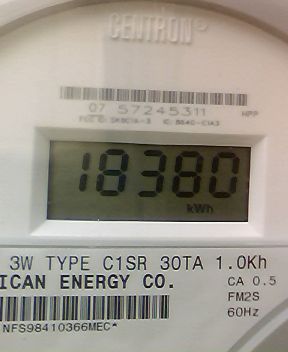 CENTRON®
07 57245311 HPP
18380
kWh
3W TYPE C1SR 30TA 1.0Kh
ICAN ENERGY CO. CA 0.5
FM2S
60Hz
NFS98410366MEC*